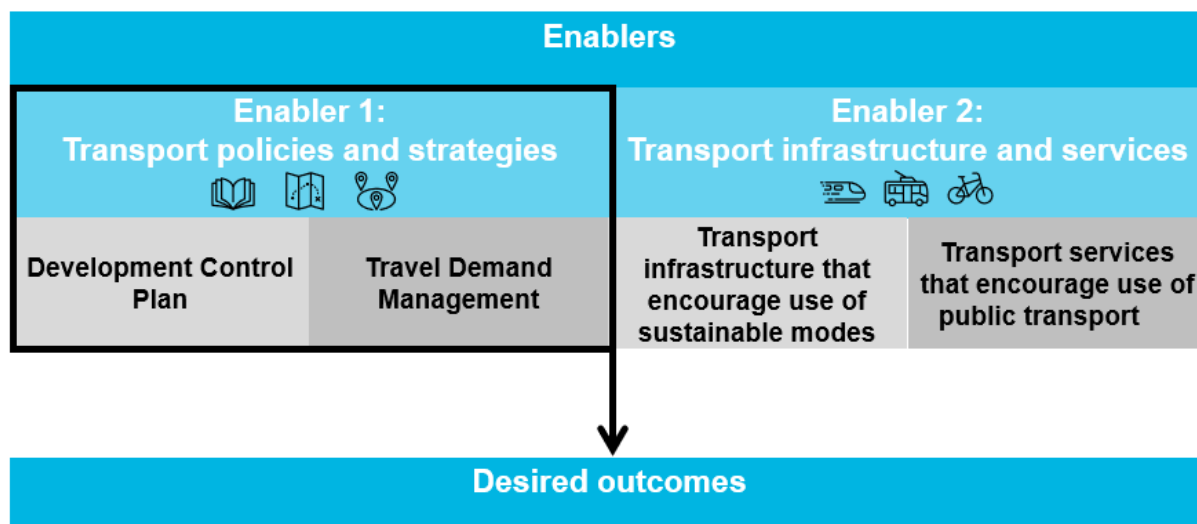 Enablers
Enabler 1:
Transport policies and strategies
Enabler 2:
Transport infrastructure and services
Development Control
Plan
Travel Demand
Management
Transport
infrastructure that
encourage use of
sustainable modes
Transport services
that encourage use of
public transport
Desired outcomes